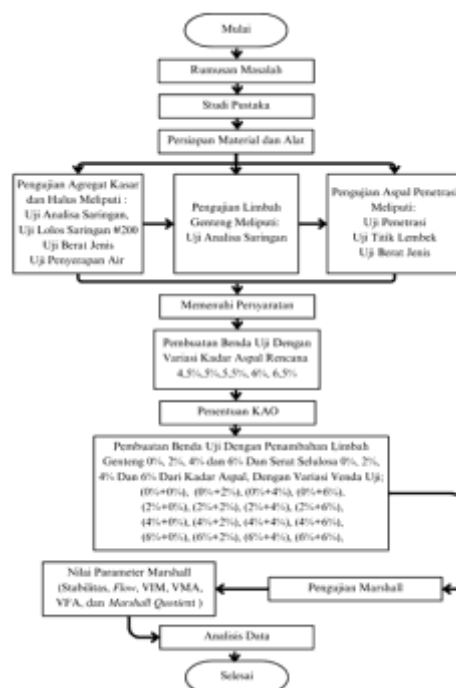 Mulai
Rumusan Masalah
Studi Pustaka
Persiapan Material dan Alat
Pengujian Agregat Kasar
dan Halus Meliputi :
Uji Analisa Saringan,
Uji Lolos Saringan #200
Uji Berat Jenis
Uji Penyerapan Air
Pengujian Limbah
Genteng Meliputi:
Uji Analisa Saringan
Pengujian Aspal Penetrasi
Meliputi:
Uji Penetrasi
Uji Titik Lembek
Uji Berat Jenis
Memenuhi Persyaratan
Pembuatan Benda Uji Dengan
Variasi Kadar Aspal Rencana
4,5%,5%,5,5%, 6%, 6,5%
Penentuan KAO
Pembuatan Benda Uji Dengan Penambahan Limbah
Genteng 0%, 2%, 4% dan 6% Dan Serat Selulosa 0%, 2%,
4% Dan 6% Dari Kadar Aspal, Dengan Variasi Venda Uji;
(0%+0%), (0%+2%), (0%+4%), (0%+6%),
(2%+0%), (2%+2%), (2%+4%), (2%+6%),
(4%+0%), (4%+2%), (4%+4%), (4%+6%),
(6%+0%), (6%+2%), (6%+4%), (6%+6%),
Nilai Parameter Marshall
(Stabilitas, Flow, VIM, VMA,
VFA, dan Marshall Quotient )
Pengujian Marshall
Analisis Data
Selesai